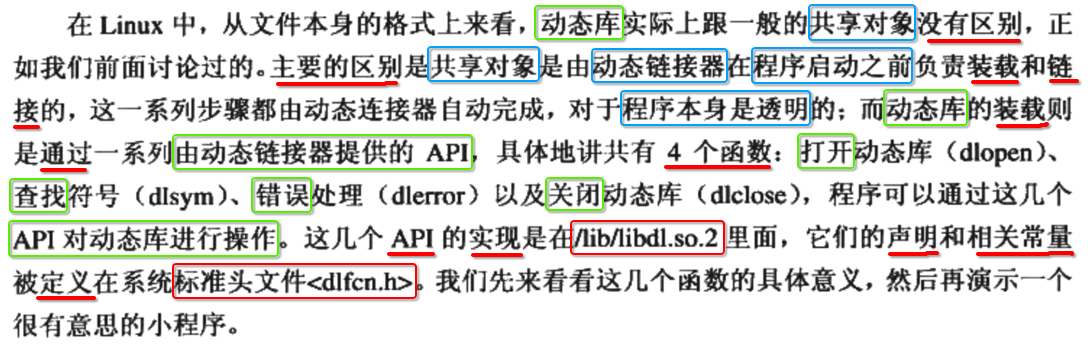 在 Linux 中，从文件本身的格式上来看，动态库实际上跟一般的共享对象没有区别，正
如我们前面讨论过的。主要的区别是共享对象是由动态链接器在程序启动之前负责装载和链
接的，这一系列步骤都由动态连接器自动完成，对于程序本身是透明的；而动态库的装载则
是通过一系列由动态链接器提供的 API，具体地讲共有 4 个函数：打开动态库（dlopen）、
查找符号（dlsym）、错误处理（dlerror）以及关闭动态库（dlclose），程序可以通过这几个
API 对动态库进行操作。这几个 API 的实现是在/lib/libdl.so.2 里面，它们的声明和相关常量
被定义在系统标准头文件<dlfcn.h>。我们先来看看这几个函数的具体意义，然后再演示一个
很有意思的小程序。